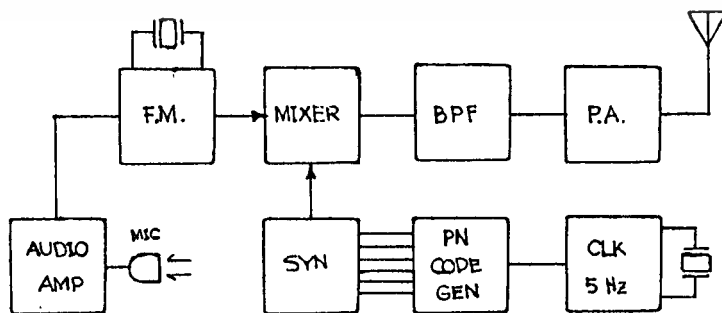 F.M.
MIXER
BPF
P.A.
AUDIO
AMP
MIC
SYN
PN
CODE
GEN
CLK
5 Hz